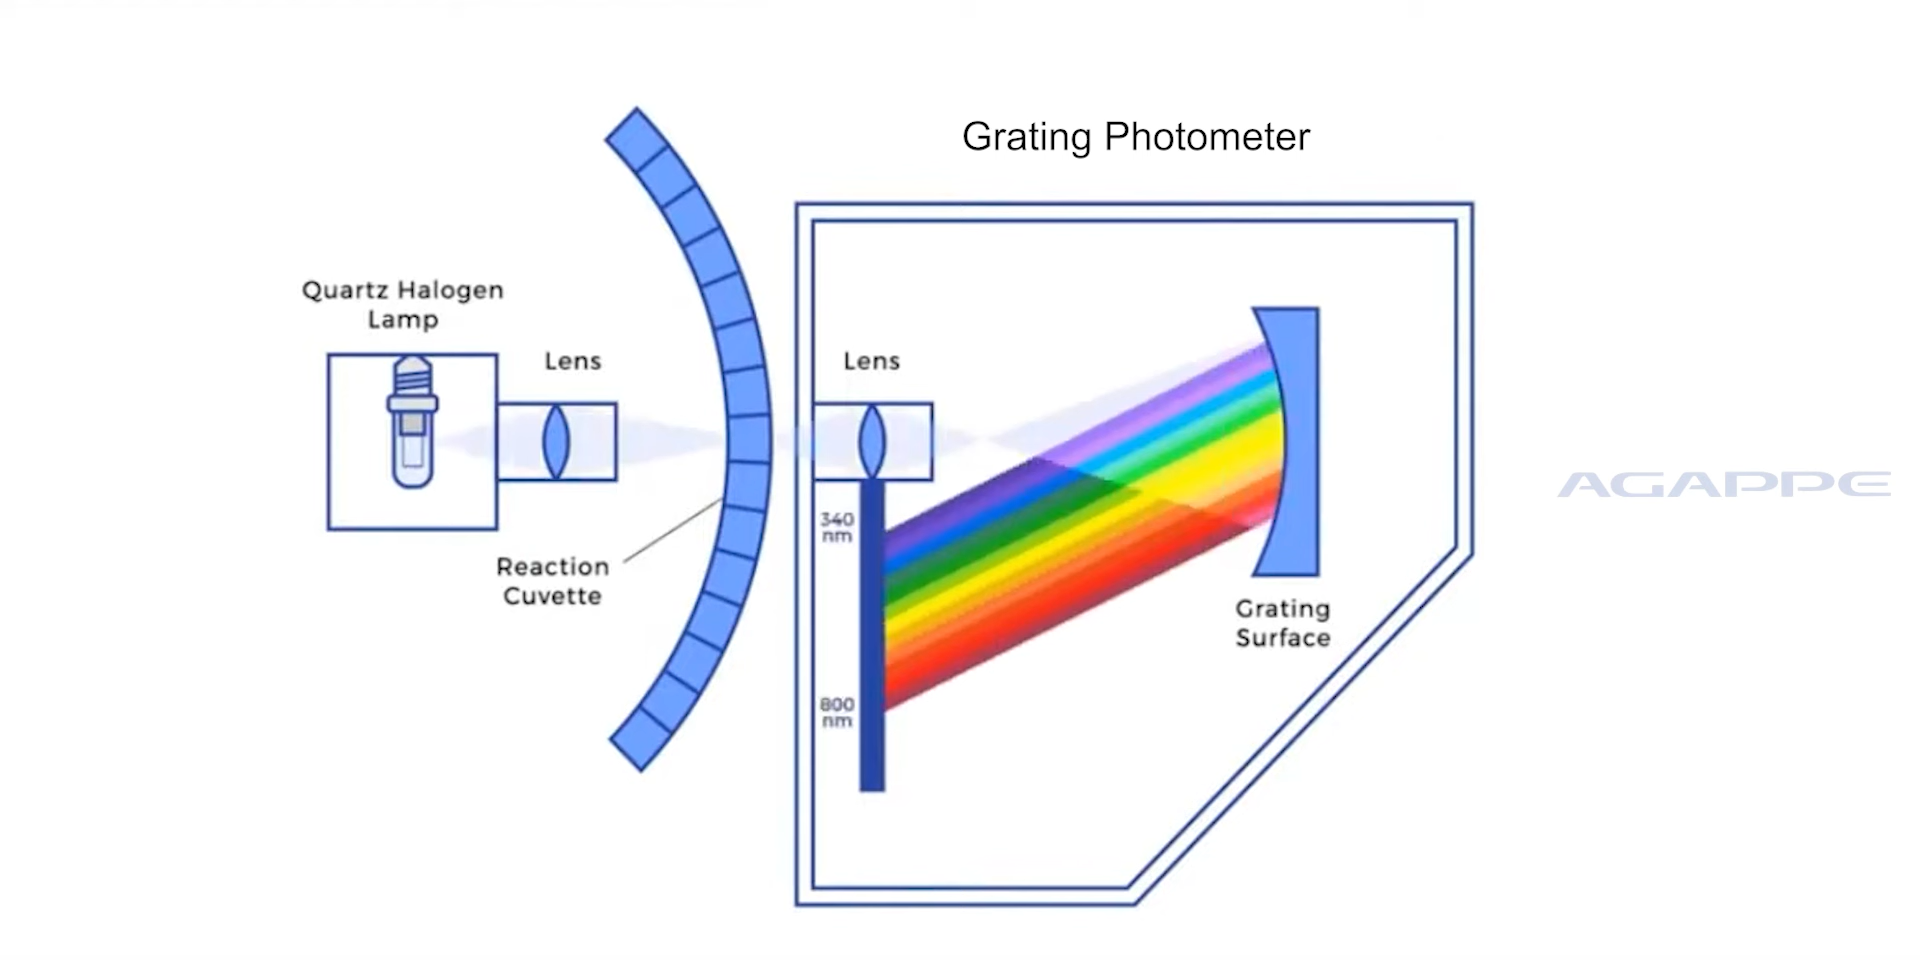 Grating Photometer
Quartz Halogen
Lamp
Lens
Lens
340
nm
Reaction
Cuvette
800
nm
Grating
Surface
AGAPPE